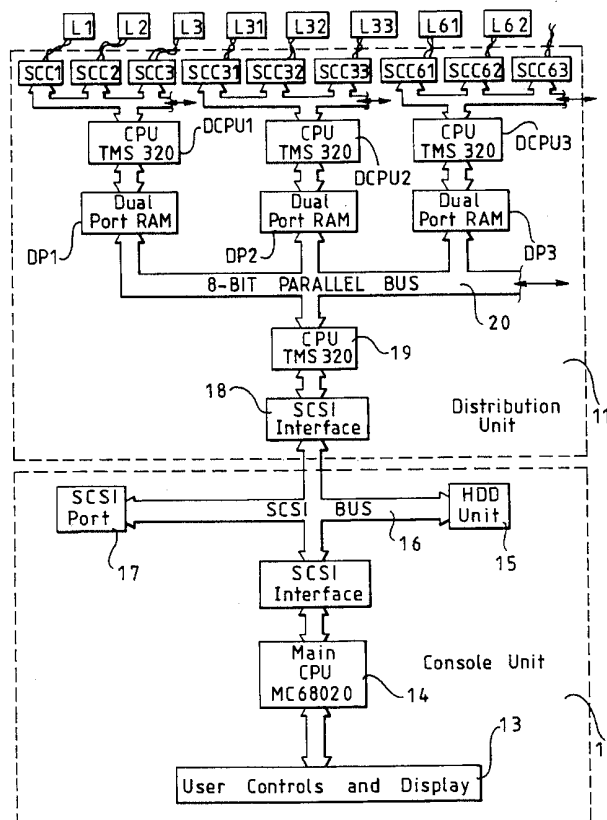 L1 L2 L3 L31 L32 L33 L61 L62
SCC1 SCC2 SCC3 SCC31 SCC32 SCC33 SCC61 SCC62 SCC63
CPU
TMS 320
DCPU1
CPU
TMS 320
DCPU2
CPU
TMS 320
DCPU3
Dual
Port RAM
DP1
Dual
Port RAM
DP2
Dual
Port RAM
DP3
8-BIT PARALLEL BUS
20
CPU
TMS 320
19
18
SCSI
Interface
Distribution
Unit
11
SCSI
Port
17
SCSI BUS
16
HDD
Unit
15
SCSI
Interface
Main
CPU
MC68020
14
Console Unit
1
13
User Controls and Display